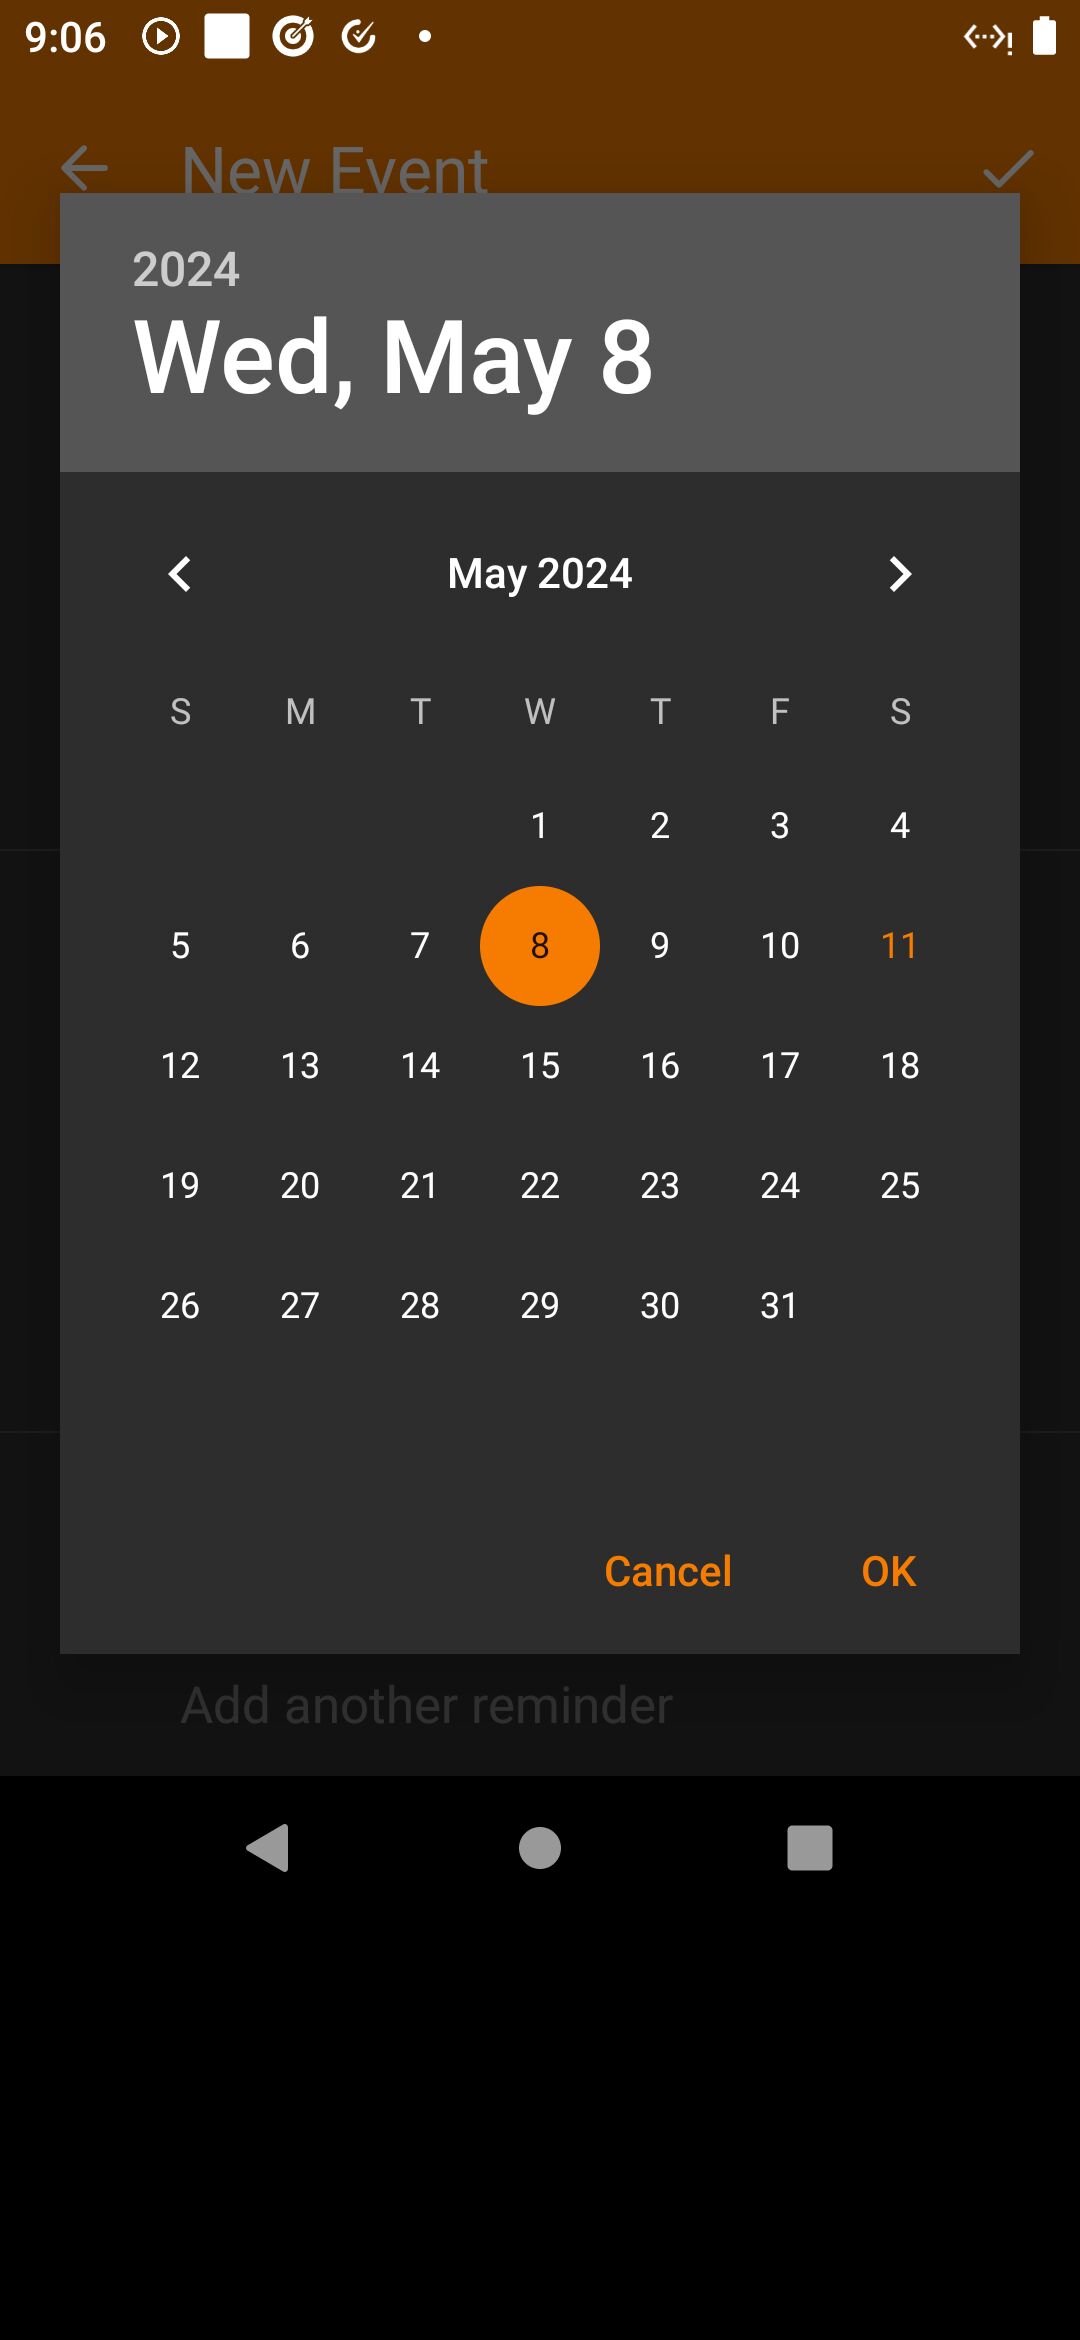 9:06
New Event
2024
Wed, May 8
May 2024
S M T W T F S
1 2 3 4
5 6 7 8 9 10 11
12 13 14 15 16 17 18
19 20 21 22 23 24 25
26 27 28 29 30 31
Cancel OK
Add another reminder